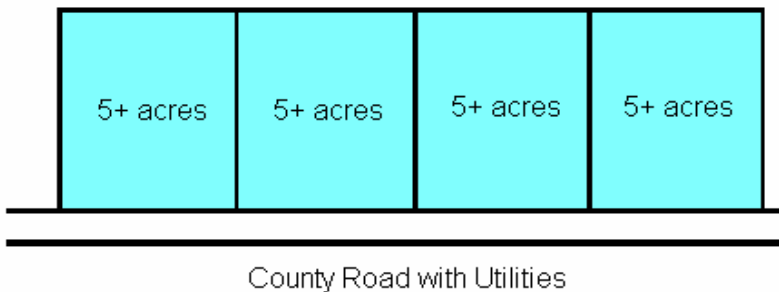 5+ acres 5+ acres 5+ acres 5+ acres
County Road with Utilities